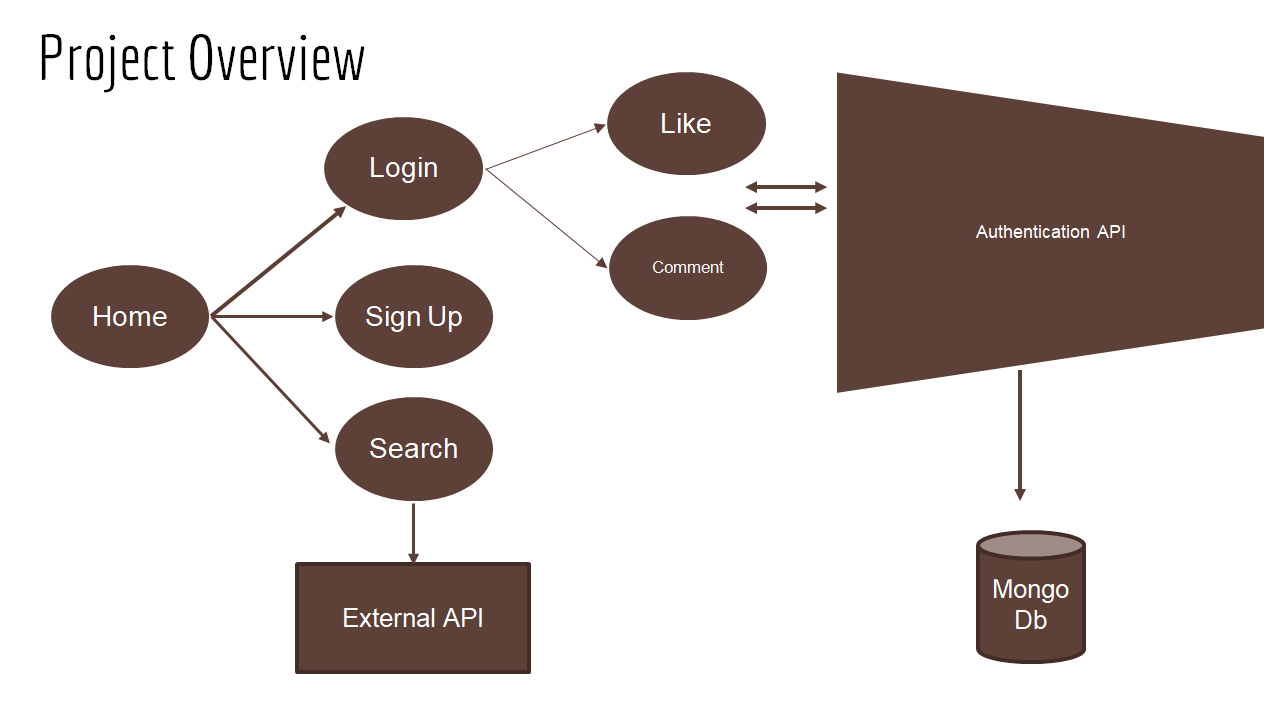 Project Overview
Like
Login
Authentication API
Comment
Home
Sign Up
Search
Mongo
Db
External API